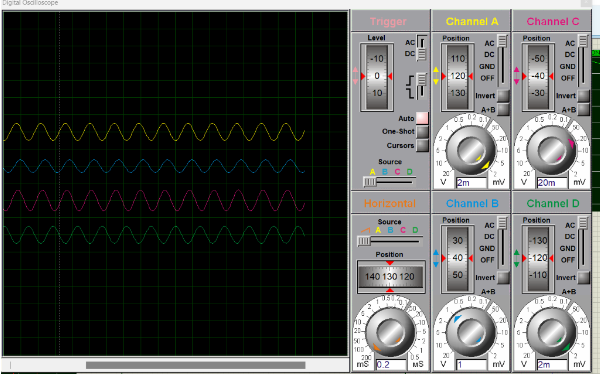 Digital Oscilloscope
Trigger
Level
-10
0
10
AC
DC
Auto
One-Shot
Cursors
Source
A B C D
Channel A
Position
110
120
130
AC
DC
GND
OFF
Invert
A+B
V 2m mV
Channel C
Position
-50
-40
-30
AC
DC
GND
OFF
Invert
A+B
V 20m mV
Horizontal
Source
A B C D
Position
140 130 120
mS 0.2 мS
Channel B
Position
30
40
50
AC
DC
GND
OFF
Invert
A+B
V 1 mV
Channel D
Position
-130
-120
-110
AC
DC
GND
OFF
Invert
A+B
V 2m mV